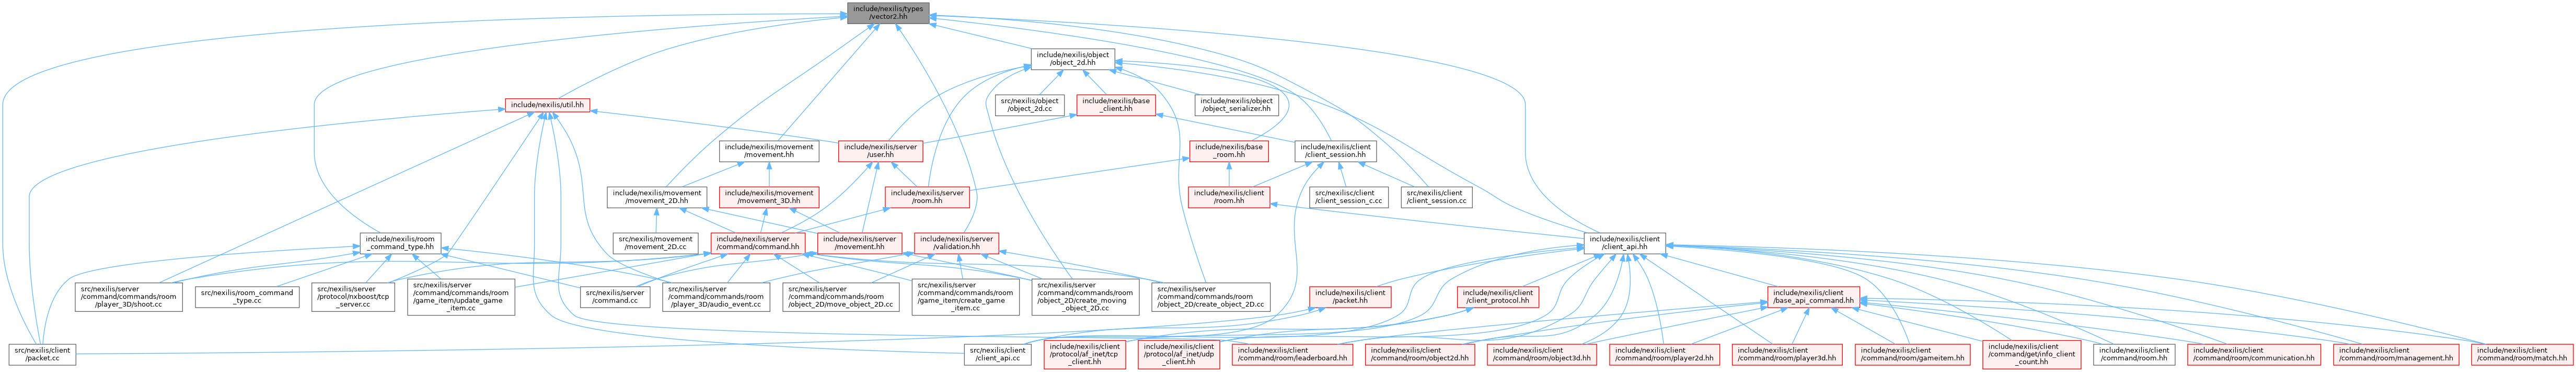 include/nexilis/types
/vector2.hh
include/nexilis/object
/object_2d.hh
include/nexilis/util.hh
src/nexilis/object
/object_2d.cc
include/nexilis/base
_client.hh
include/nexilis/object
/object_serializer.hh
include/nexilis/movement
/movement.hh
include/nexilis/server
/user.hh
include/nexilis/base
_room.hh
include/nexilis/client
/client_session.hh
include/nexilis/movement
/movement_2D.hh
include/nexilis/movement
/movement_3D.hh
include/nexilis/server
/room.hh
include/nexilis/client
/room.hh
src/nexilisc/client
/client_session_c.cc
src/nexilis/client
/client_session.cc
include/nexilis/room
_command_type.hh
src/nexilis/movement
/movement_2D.cc
include/nexilis/server
/command/command.hh
include/nexilis/server
/movement.hh
include/nexilis/server
/validation.hh
include/nexilis/client
/client_api.hh
src/nexilis/server
/command/commands/room
/player_3D/shoot.cc
src/nexilis/room_command
_type.cc
src/nexilis/server
/protocol/nxboost/tcp
_server.cc
src/nexilis/server
/command/commands/room
/game_item/update_game
_item.cc
src/nexilis/server
/command.cc
src/nexilis/server
/command/commands/room
/player_3D/audio_event.cc
src/nexilis/server
/command/commands/room
/object_2D/move_object_2D.cc
src/nexilis/server
/command/commands/room
/game_item/create_game
_item.cc
src/nexilis/server
/command/commands/room
/object_2D/create_moving
_object_2D.cc
src/nexilis/server
/command/commands/room
/object_2D/create_object_2D.cc
include/nexilis/client
/packet.hh
include/nexilis/client
/client_protocol.hh
include/nexilis/client
/base_api_command.hh
src/nexilis/client
/packet.cc
src/nexilis/client
/client_api.cc
include/nexilis/client
/protocol/af_inet/tcp
_client.hh
include/nexilis/client
/protocol/af_inet/udp
_client.hh
include/nexilis/client
/command/room/leaderboard.hh
include/nexilis/client
/command/room/object2d.hh
include/nexilis/client
/command/room/object3d.hh
include/nexilis/client
/command/room/player2d.hh
include/nexilis/client
/command/room/player3d.hh
include/nexilis/client
/command/room/gameitem.hh
include/nexilis/client
/command/get/info_client
_count.hh
include/nexilis/client
/command/room.hh
include/nexilis/client
/command/room/communication.hh
include/nexilis/client
/command/room/management.hh
include/nexilis/client
/command/room/match.hh